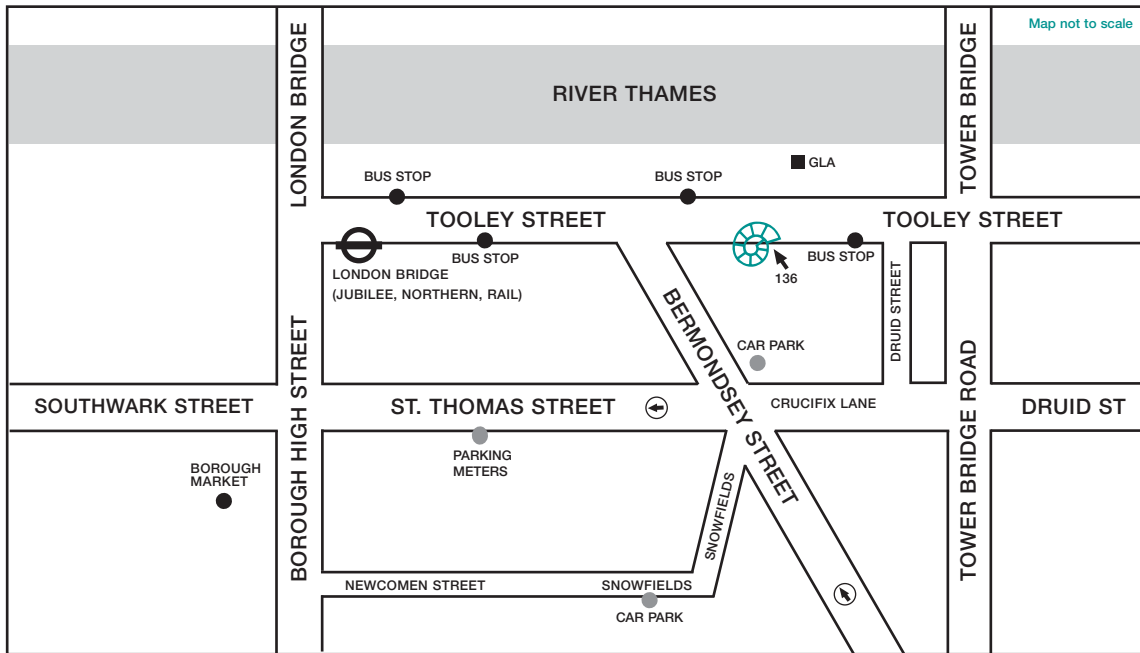 Map not to scale
LONDON BRIDGE
TOWER BRIDGE
RIVER THAMES
GLA
BUS STOP
BUS STOP
TOOLEY STREET
TOOLEY STREET
BUS STOP
BUS STOP
136
LONDON BRIDGE
(JUBILEE, NORTHERN, RAIL)
DRUID STREET
BERMONDSEY STREET
CAR PARK
BOROUGH HIGH STREET
TOWER BRIDGE ROAD
SOUTHWARK STREET
ST. THOMAS STREET
CRUCIFIX LANE
DRUID ST
PARKING
METERS
BOROUGH
MARKET
SNOWFIELDS
NEWCOMEN STREET
SNOWFIELDS
CAR PARK